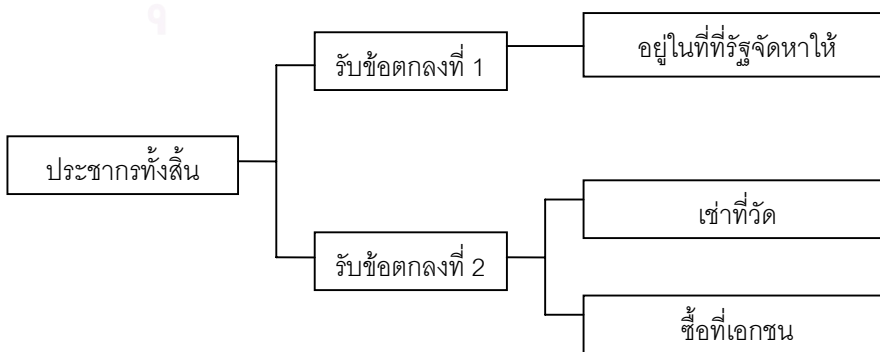 รับข้อตกลงที่ 1
อยู่ในที่ที่รัฐจัดหาให้
ประชากรทั้งสิ้น
เช่าที่วัด
รับข้อตกลงที่ 2
ซื้อที่เอกชน